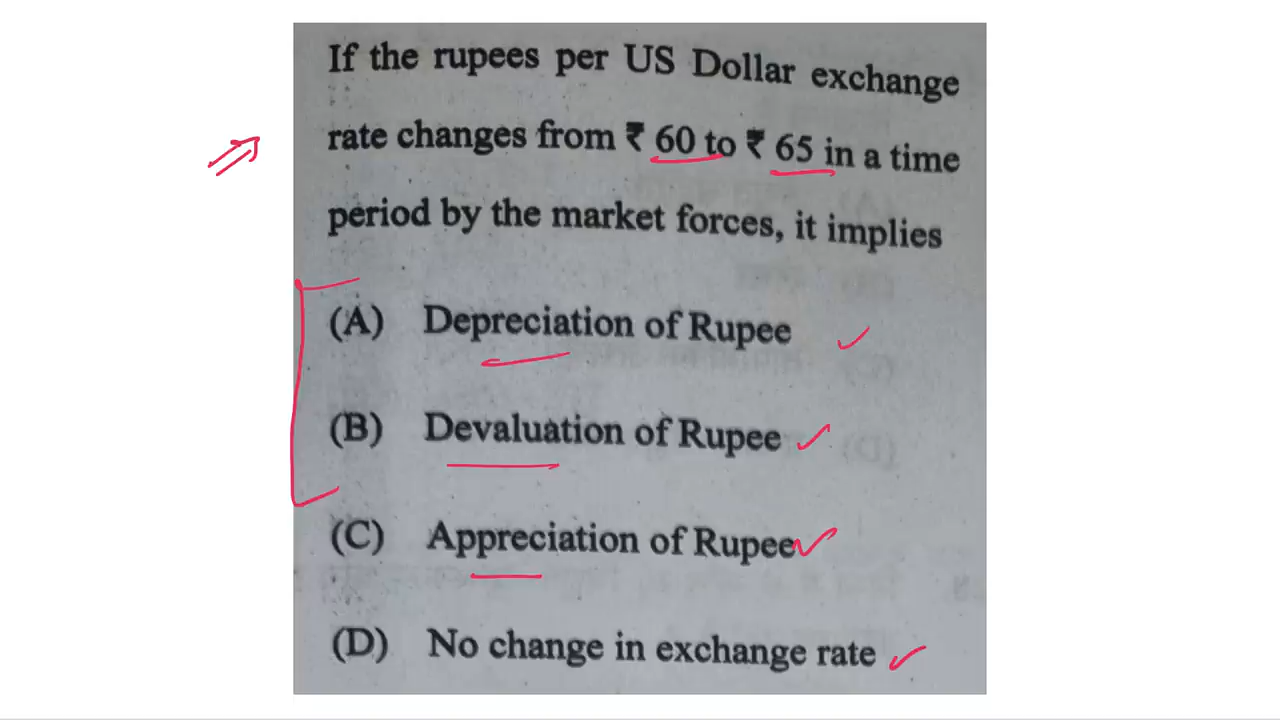 If the rupees per US Dollar exchange
rate changes from ₹ 60 to ₹ 65 in a time
period by the market forces, it implies
(A) Depreciation of Rupee
(B) Devaluation of Rupee
(C) Appreciation of Rupee
(D) No change in exchange rate